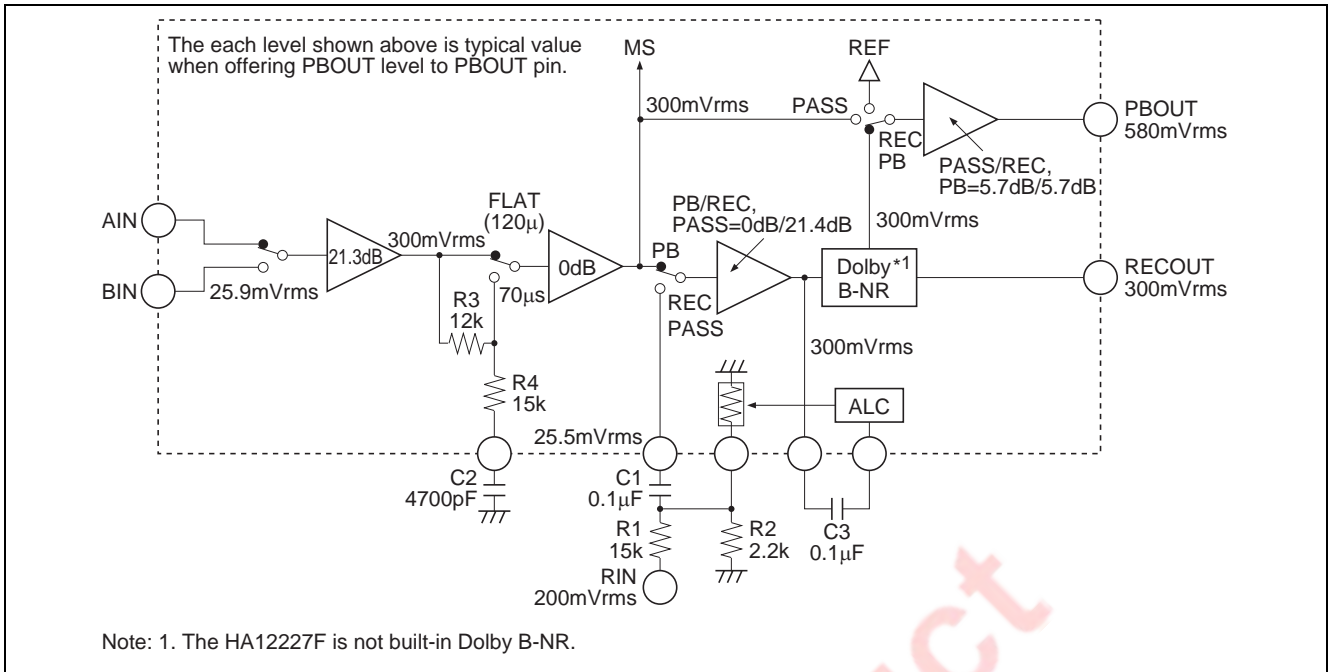 The each level shown above is typical value
when offering PBOUT level to PBOUT pin.
MS
REF
300mVrms
PASS
PBOUT
580mVrms
REC
PB
PASS/REC,
PB=5.7dB/5.7dB
AIN
BIN
25.9mVrms
21.3dB
300mVrms
FLAT
(120μ)
70μs
0dB
PB
REC
PASS
PB/REC,
PASS=0dB/21.4dB
300mVrms
Dolby*1
B-NR
RECOUT
300mVrms
R3
12k
R4
15k
300mVrms
ALC
25.5mVrms
C2
4700pF
C1
0.1μF
R1
15k
R2
2.2k
C3
0.1μF
RIN
200mVrms
Note: 1. The HA12227F is not built-in Dolby B-NR.